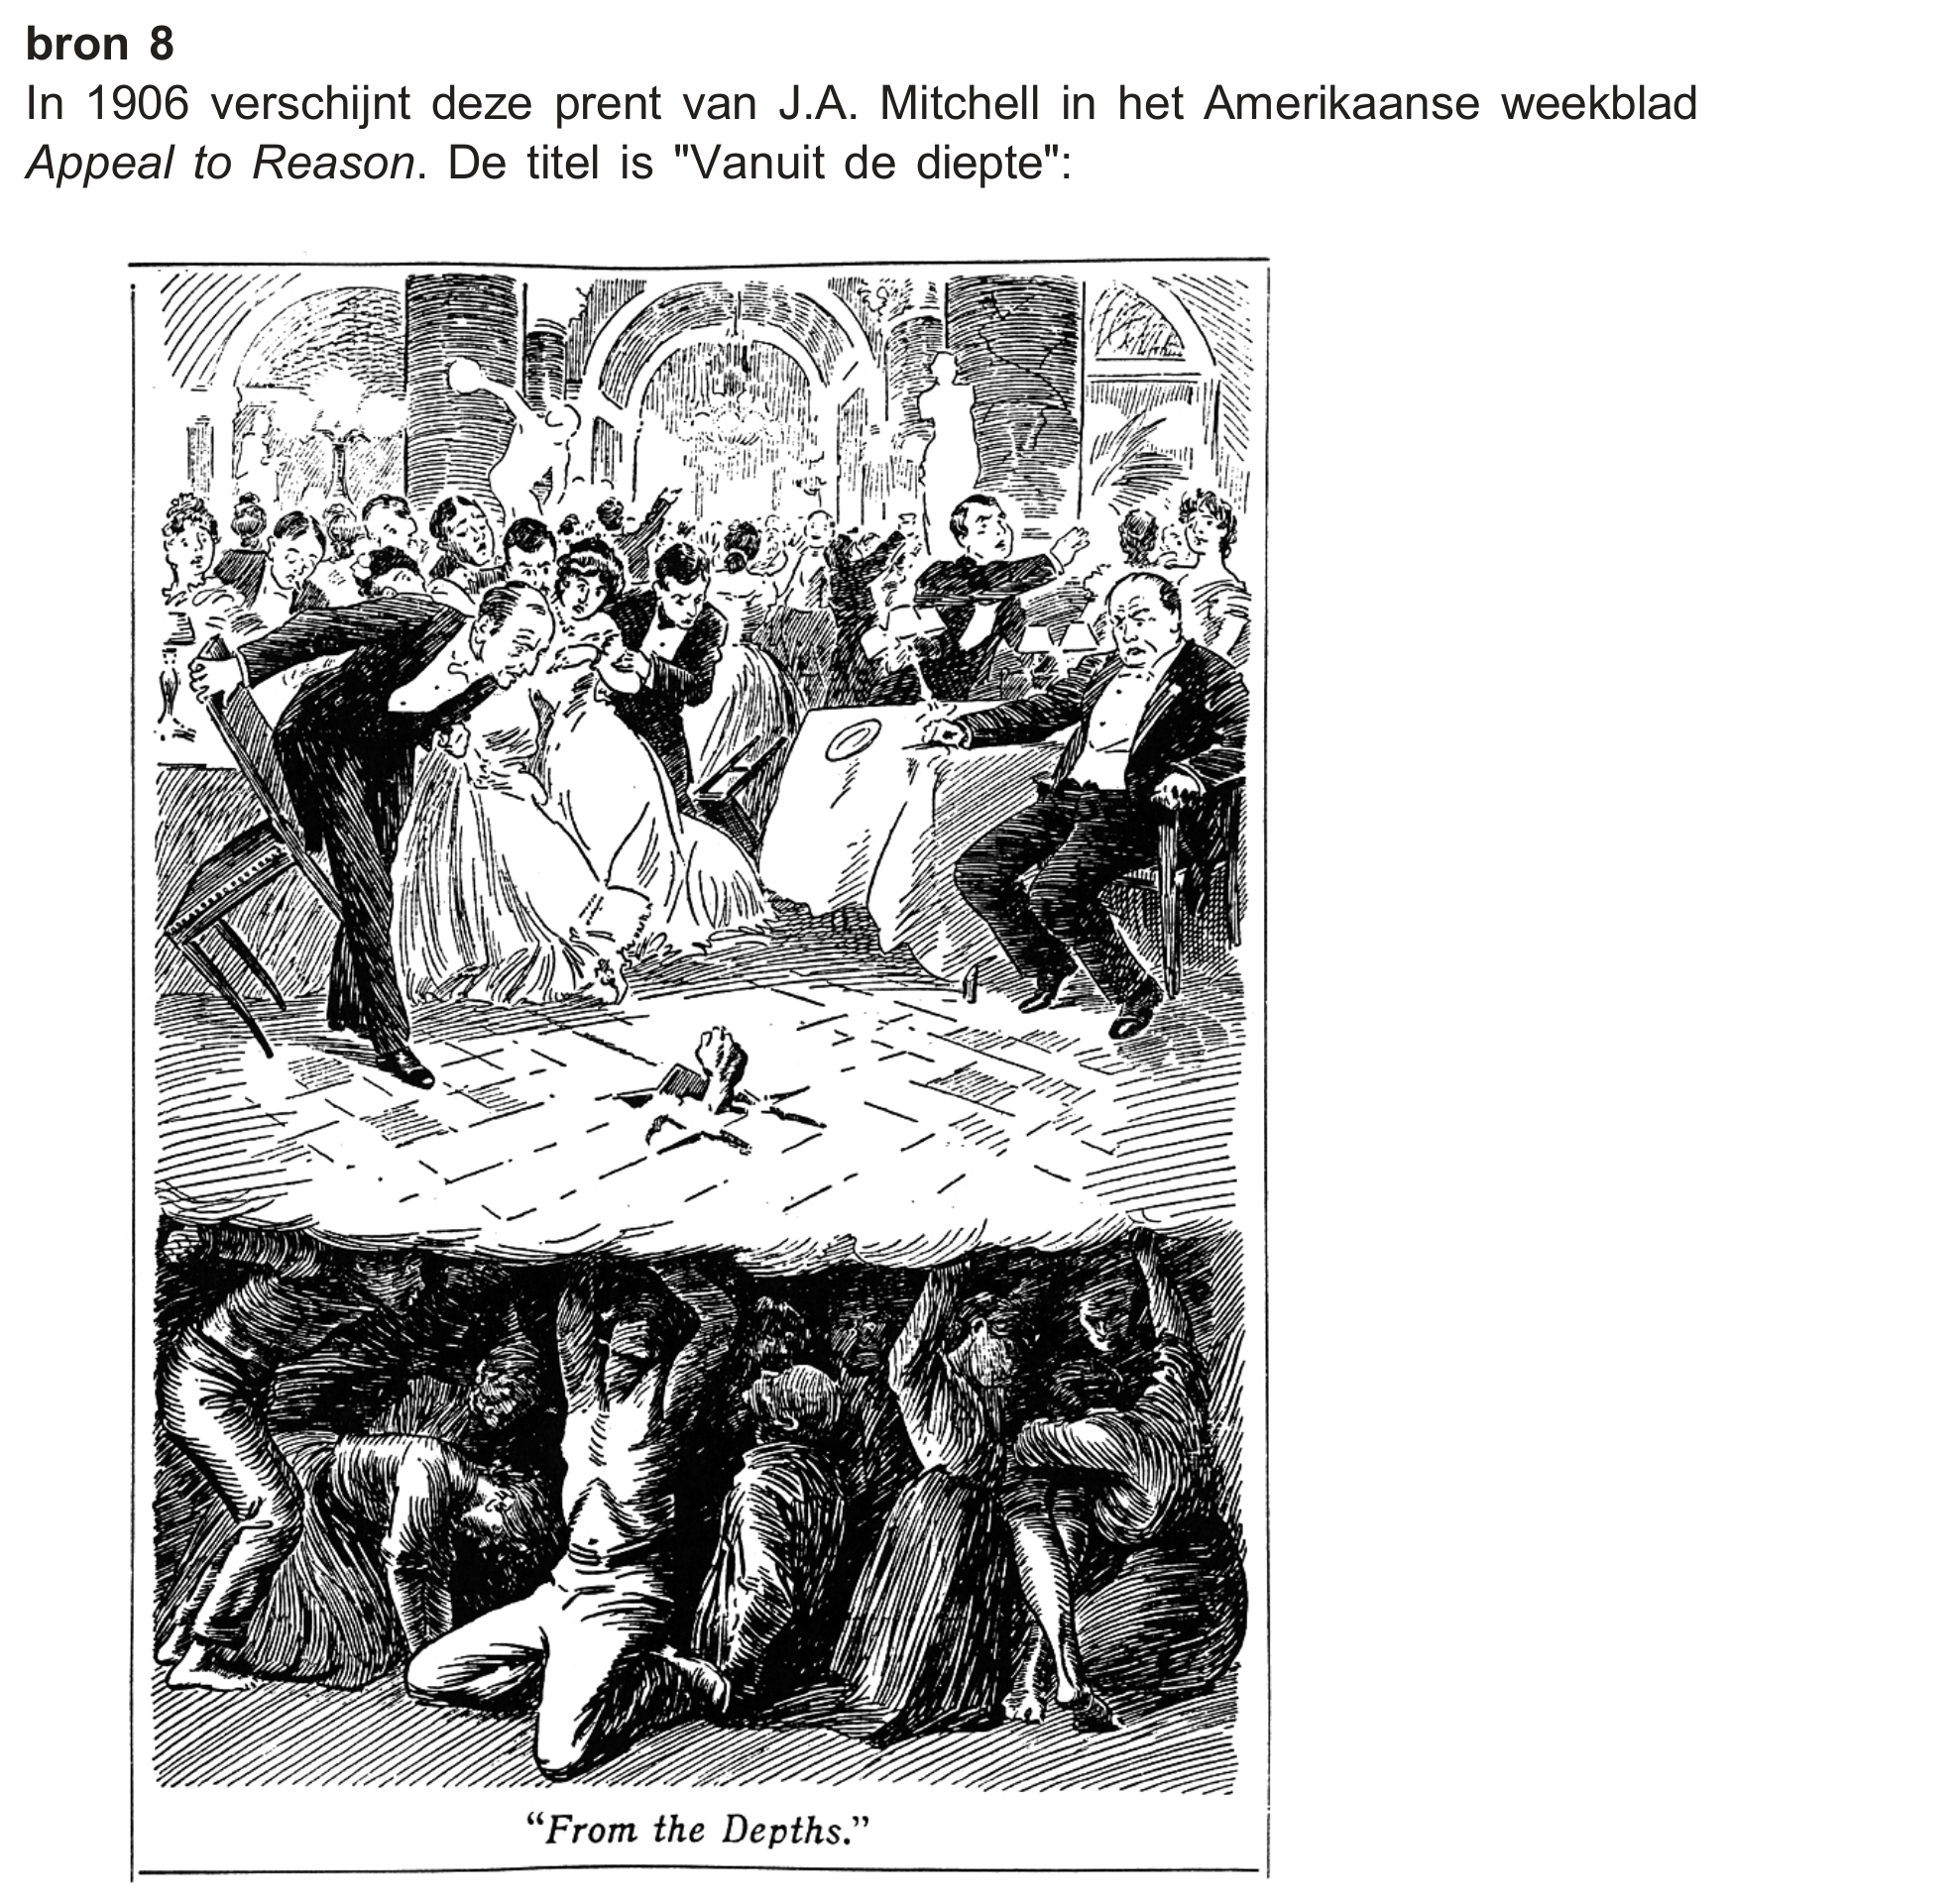 bron 8
In 1906 verschijnt deze prent van J.A. Mitchell in het Amerikaanse weekblad
Appeal to Reason. De titel is "Vanuit de diepte":
“From the Depths.”